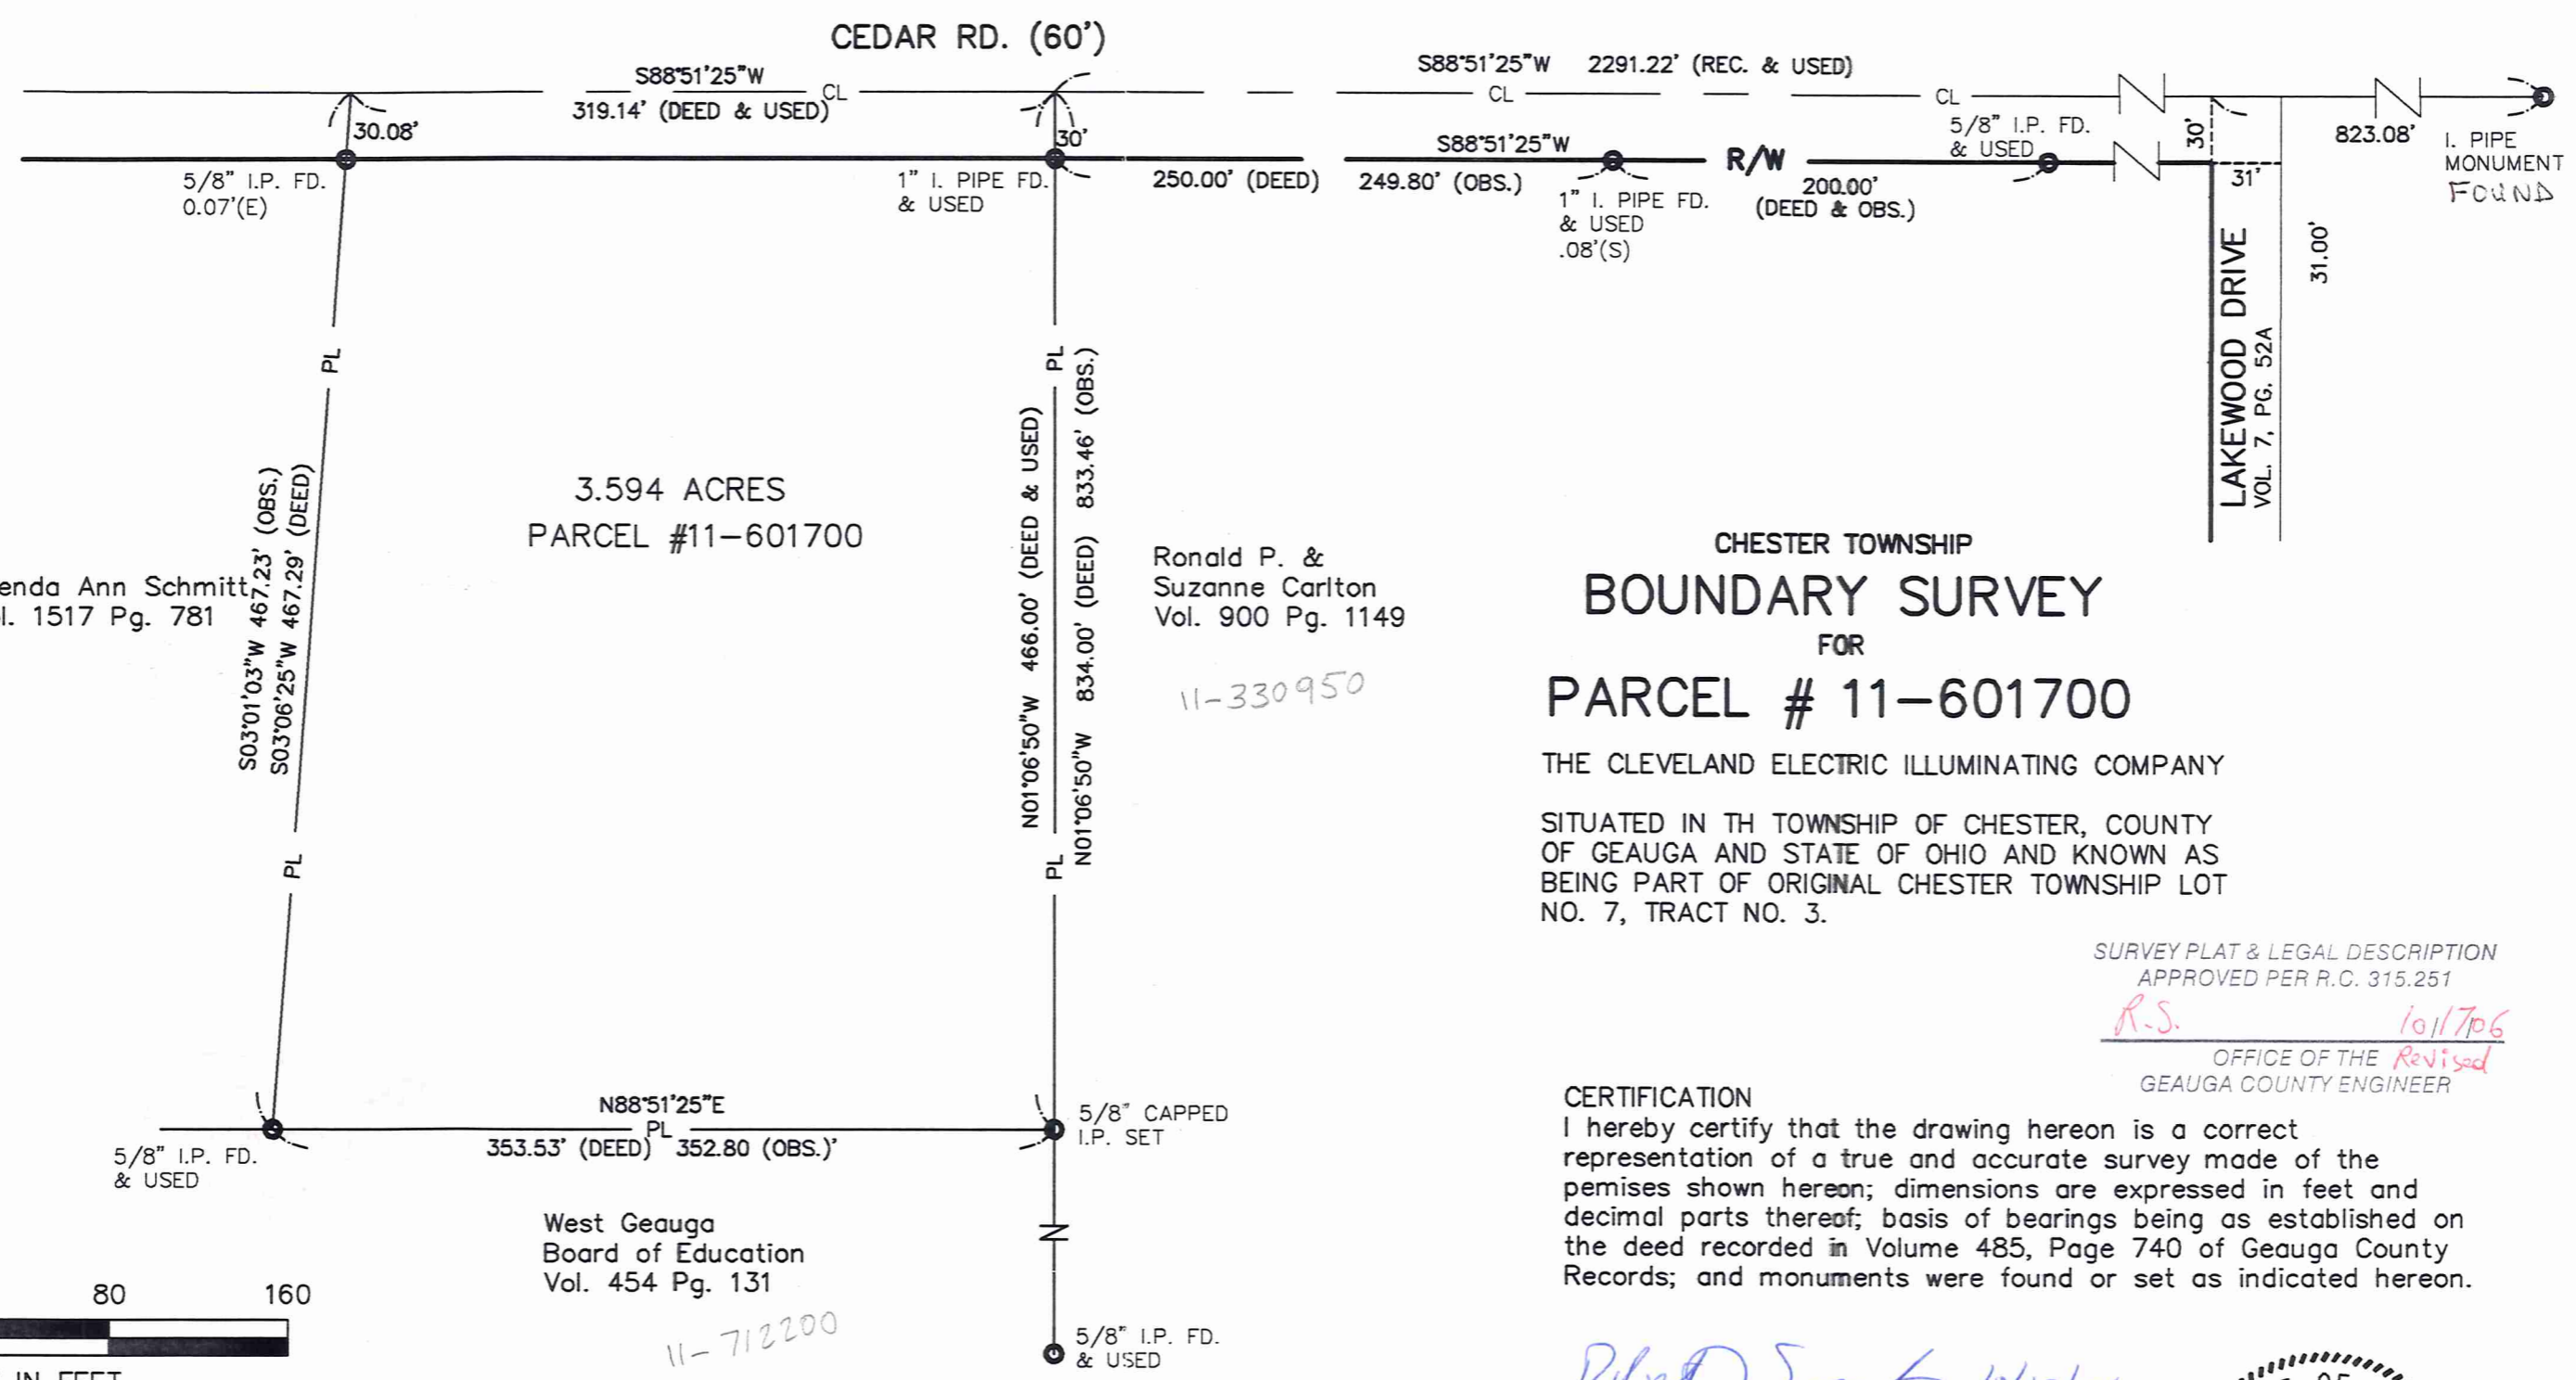 CEDAR RD. (60')
S88°51'25"W
CL
319.14' (DEED & USED)
S88°51'25"W 2291.22' (REC. & USED)
CL
CL
30.08'
30'
5/8" I.P. FD.
0.07'(E)
1" I. PIPE FD.
& USED
250.00' (DEED)
S88°51'25"W
249.80' (OBS.)
1" I. PIPE FD.
& USED
.08'(S)
R/W
200.00'
(DEED & OBS.)
5/8" I.P. FD.
& USED
30'
31'
823.08'
I. PIPE
MONUMENT
FOUND
31.00'
LAKEWOOD DRIVE
VOL. 7, PG. 52A
PL
PL
S03°01'03"W 467.23' (OBS.)
S03°06'25"W 467.29' (DEED)
3.594 ACRES
PARCEL #11-601700
N01°06'50"W 466.00' (DEED & USED)
N01°06'50"W 834.00' (DEED) 833.46' (OBS.)
PL
PL
enda Ann Schmitt
l. 1517 Pg. 781
Ronald P. &
Suzanne Carlton
Vol. 900 Pg. 1149
11-330950
CHESTER TOWNSHIP
BOUNDARY SURVEY
FOR
PARCEL # 11-601700
THE CLEVELAND ELECTRIC ILLUMINATING COMPANY
SITUATED IN TH TOWNSHIP OF CHESTER, COUNTY
OF GEAUGA AND STATE OF OHIO AND KNOWN AS
BEING PART OF ORIGINAL CHESTER TOWNSHIP LOT
NO. 7, TRACT NO. 3.
SURVEY PLAT & LEGAL DESCRIPTION
APPROVED PER R.C. 315.251
R.S. 10/17/06
OFFICE OF THE Revised
GEAUGA COUNTY ENGINEER
N88°51'25"E
PL
353.53' (DEED) 352.80 (OBS.)'
5/8" CAPPED
I.P. SET
5/8" I.P. FD.
& USED
West Geauga
Board of Education
Vol. 454 Pg. 131
11-712200
5/8" I.P. FD.
& USED
80 160
IN FEET
CERTIFICATION
I hereby certify that the drawing hereon is a correct
representation of a true and accurate survey made of the
pemises shown hereon; dimensions are expressed in feet and
decimal parts thereof; basis of bearings being as established on
the deed recorded in Volume 485, Page 740 of Geauga County
Records; and monuments were found or set as indicated hereon.